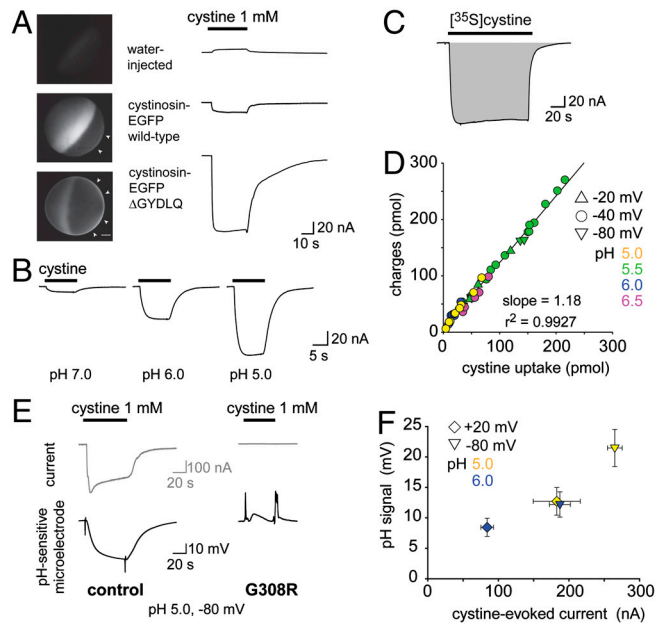 A
cystine 1 mM
water-
injected
cystinosin-
EGFP
wild-type
cystinosin-
EGFP
ΔGYDLQ
20 nA
10 s
B
cystine
20 nA
5 s
pH 7.0 pH 6.0 pH 5.0
C
[35S]cystine
20 nA
20 s
D
300
200
100
0
charges (pmol)
-20 mV
-40 mV
-80 mV
pH 5.0
5.5
6.0
6.5
slope = 1.18
r2 = 0.9927
0 100 200 300
cystine uptake (pmol)
E
cystine 1 mM cystine 1 mM
current
100 nA
20 s
pH-sensitive
microelectrode
10 mV
20 s
control G308R
pH 5.0, -80 mV
F
25
20
15
10
5
0
pH signal (mV)
+20 mV
-80 mV
pH 5.0
6.0
0 100 200 300
cystine-evoked current (nA)